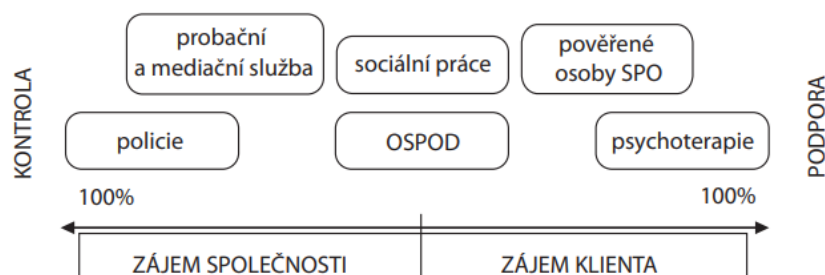 KONTROLA
probační
a mediační služba
sociální práce
pověřené
osoby SPO
policie
OSPOD
psychoterapie
PODPORA
100%
100%
ZÁJEM SPOLEČNOSTI
ZÁJEM KLIENTA